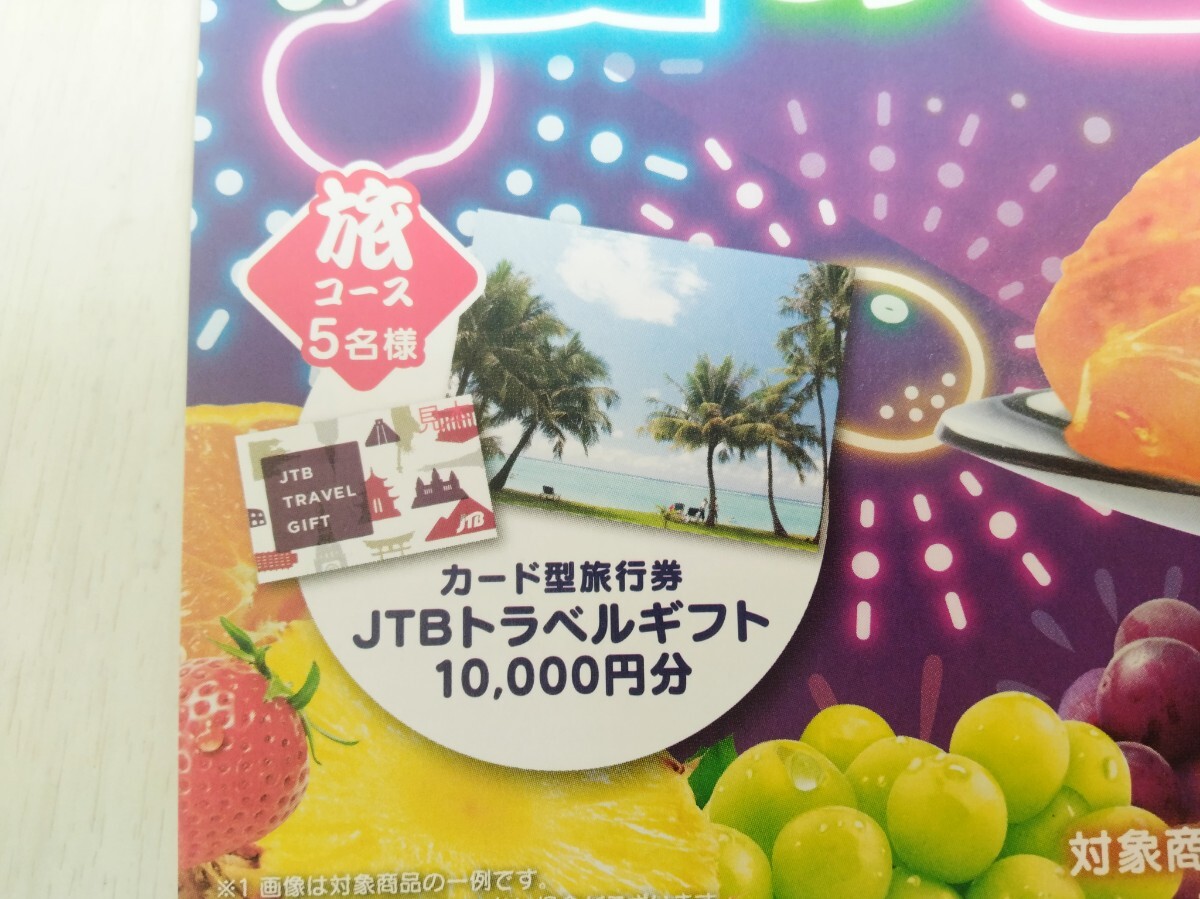 旅
コース
5名様
JTB
TRAVEL
GIFT
JTB
カード型旅行券
JTBトラベルギフト
10,000円分
対象商
※1 画像は対象商品の一例です。